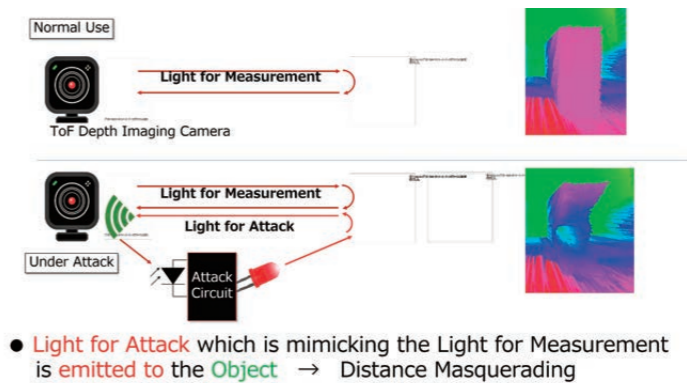 Normal Use
Light for Measurement
ToF Depth Imaging Camera
Light for Measurement
Light for Attack
Under Attack
Attack
Circuit
● Light for Attack which is mimicking the Light for Measurement
is emitted to the Object → Distance Masquerading